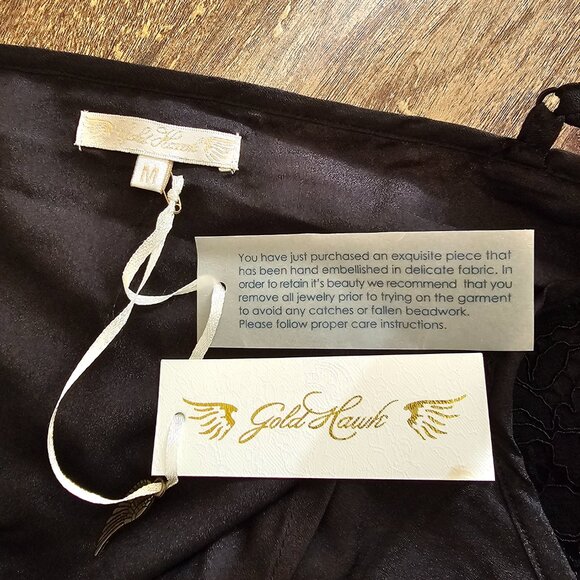 Gold Hawk
M
You have just purchased an exquisite piece that
has been hand embellished in delicate fabric. In
order to retain it's beauty we recommend that you
remove all jewelry prior to trying on the garment
to avoid any catches or fallen beadwork.
Please follow proper care instructions.
Gold Hawk